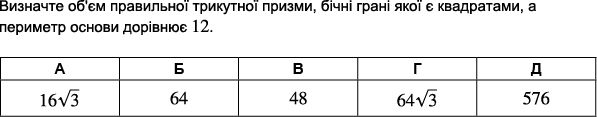 Визначте об'єм правильної трикутної призми, бічні грані якої є квадратами, а
периметр основи дорівнює 12.
А Б В Г Д
16√3 64 48 64√3 576